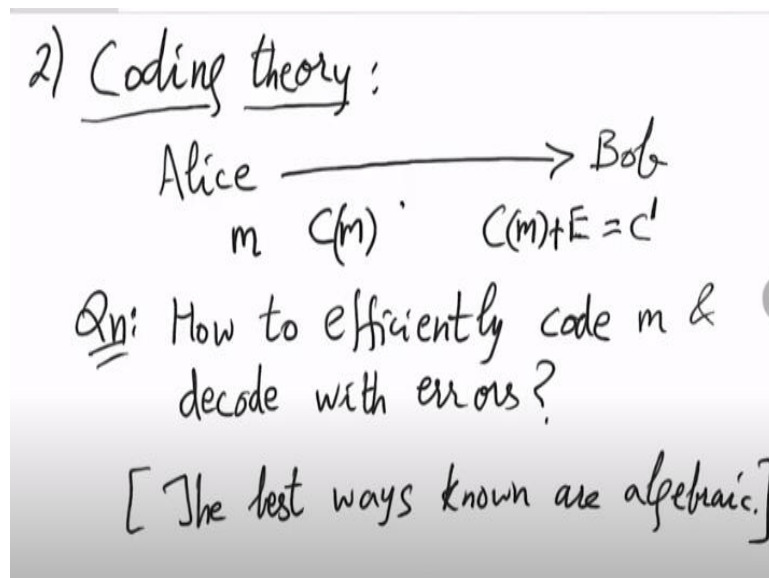 2) Coding theory:
Alice ⟶ Bob
m C(m) C(m)+E = C'
Qn: How to efficiently code m &
decode with errors?
[The best ways known are algebraic.]